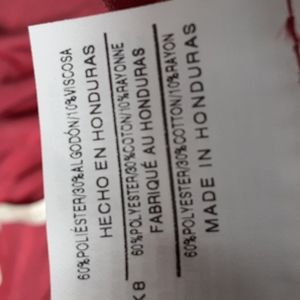 60%POLIÉSTER/30%ALGODÓN/10%VISCOSA
HECHO EN HONDURAS
60%POLYESTER/30%COTON/10%RAYONNE
FABRIQUÉ AU HONDURAS
60%POLYESTER/30%COTTON/10%RAYON
MADE IN HONDURAS
K8